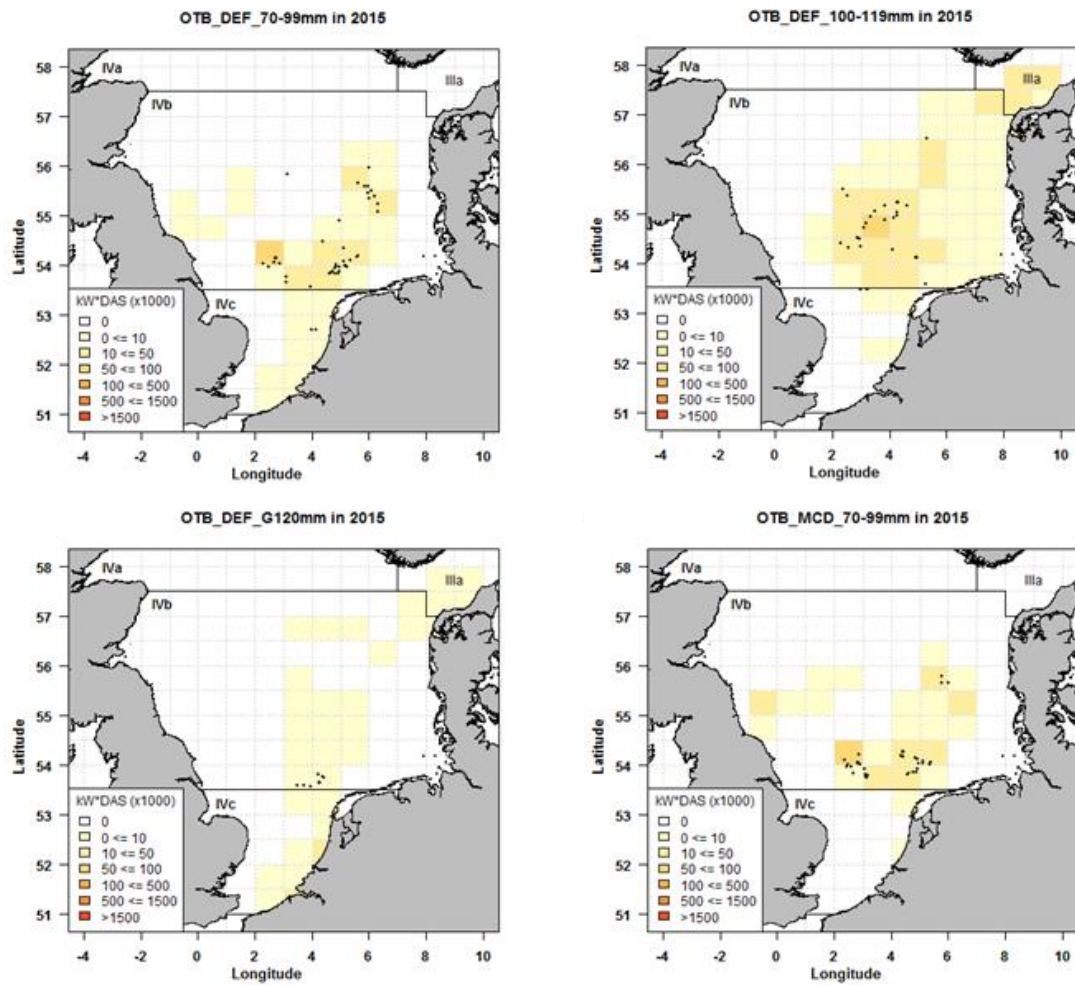 OTB_DEF_70-99mm in 2015
IVa
IIIa
58
IVb
57
56
55
54
53
52
51
IVc
kW*DAS (x1000)
0
0 <= 10
10 <= 50
50 <= 100
100 <= 500
500 <= 1500
>1500
Latitude
-4 -2 0 2 4 6 8 10
Longitude
OTB_DEF_100-119mm in 2015
IVa
IIIa
58
IVb
57
56
55
54
53
52
51
IVc
kW*DAS (x1000)
0
0 <= 10
10 <= 50
50 <= 100
100 <= 500
500 <= 1500
>1500
Latitude
-4 -2 0 2 4 6 8 10
Longitude
OTB_DEF_G120mm in 2015
IVa
IIIa
58
IVb
57
56
55
54
53
52
51
IVc
kW*DAS (x1000)
0
0 <= 10
10 <= 50
50 <= 100
100 <= 500
500 <= 1500
>1500
Latitude
-4 -2 0 2 4 6 8 10
Longitude
OTB_MCD_70-99mm in 2015
IVa
IIIa
58
IVb
57
56
55
54
53
52
51
IVc
kW*DAS (x1000)
0
0 <= 10
10 <= 50
50 <= 100
100 <= 500
500 <= 1500
>1500
Latitude
-4 -2 0 2 4 6 8 10
Longitude